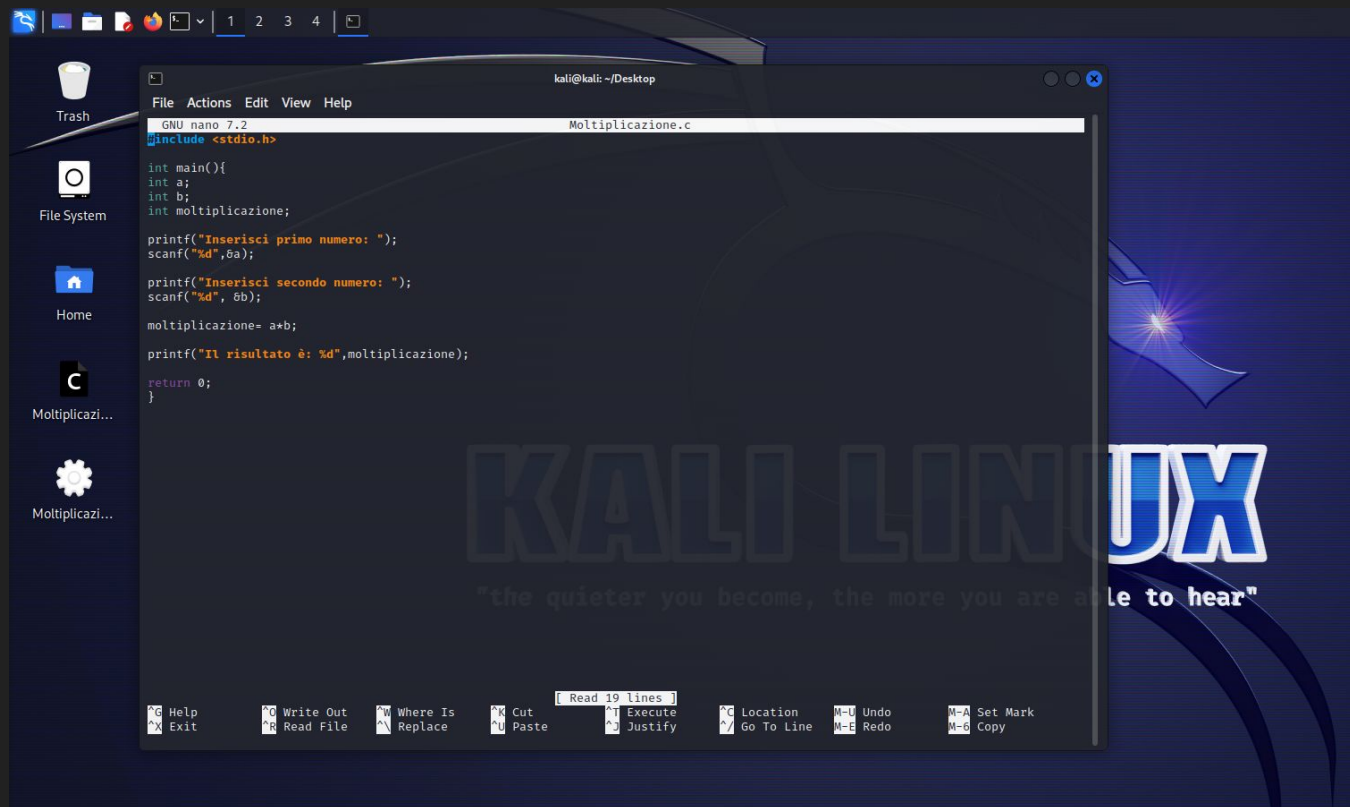 1 2 3 4
kali@kali: ~/Desktop
File Actions Edit View Help
GNU nano 7.2 Moltiplicazione.c
#include <stdio.h>
int main(){
int a;
int b;
int moltiplicazione;
printf("Inserisci primo numero: ");
scanf("%d",&a);
printf("Inserisci secondo numero: ");
scanf("%d", &b);
moltiplicazione= a*b;
printf("Il risultato è: %d",moltiplicazione);
return 0;
}
[ Read 19 lines ]
^G Help ^O Write Out ^W Where Is ^K Cut ^T Execute ^C Location M-U Undo M-A Set Mark
^X Exit ^R Read File ^\ Replace ^U Paste ^J Justify ^/ Go To Line M-E Redo M-6 Copy
Trash
File System
Home
C
Moltiplicazi...
Moltiplicazi...
KALI LINUX
"the quieter you become, the more you are able to hear"